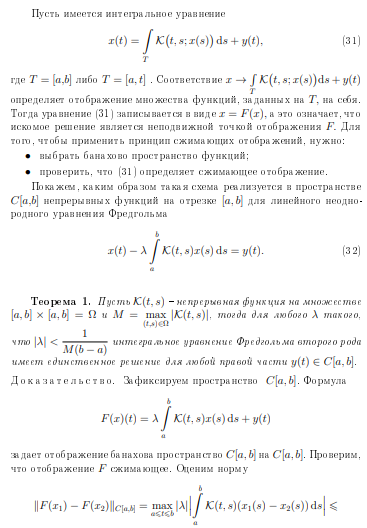 Пусть имеется интегральное уравнение
x(t) = ∫_T K(t, s; x(s)) ds + y(t), (31)
где T = [a,b] либо T = [a, t] . Соответствие x → ∫_T K(t, s; x(s))ds + y(t)
определяет отображение множества функций, заданных на T, на себя.
Тогда уравнение (31) записывается в виде x = F(x), а это означает, что
искомое решение является неподвижной точкой отображения F. Для
того, чтобы применить принцип сжимающих отображений, нужно:
• выбрать банахово пространство функций;
• проверить, что (31) определяет сжимающее отображение.
Покажем, каким образом такая схема реализуется в пространстве
C[a,b] непрерывных функций на отрезке [a, b] для линейного неодно-
родного уравнения Фредгольма
x(t) − λ ∫_a^b K(t, s)x(s) ds = y(t). (32)
Теорема 1. Пусть K(t, s) – непрерывная функция на множестве
[a, b] × [a, b] = Ω и M = max_{(t,s)∈Ω} |K(t, s)|, тогда для любого λ такого,
что |λ| < 1/(M(b − a)) интегральное уравнение Фредгольма второго рода
имеет единственное решение для любой правой части y(t) ∈ C[a, b].
Доказательство. Зафиксируем пространство C[a, b]. Формула
F(x)(t) = λ ∫_a^b K(t, s)x(s) ds + y(t)
задает отображение банахова пространство C[a, b] на C[a, b]. Проверим,
что отображение F сжимающее. Оценим норму
‖F(x₁) − F(x₂)‖_{C[a,b]} = max_{a⩽t⩽b} |λ| |∫_a^b K(t, s)(x₁(s) − x₂(s)) ds| ⩽